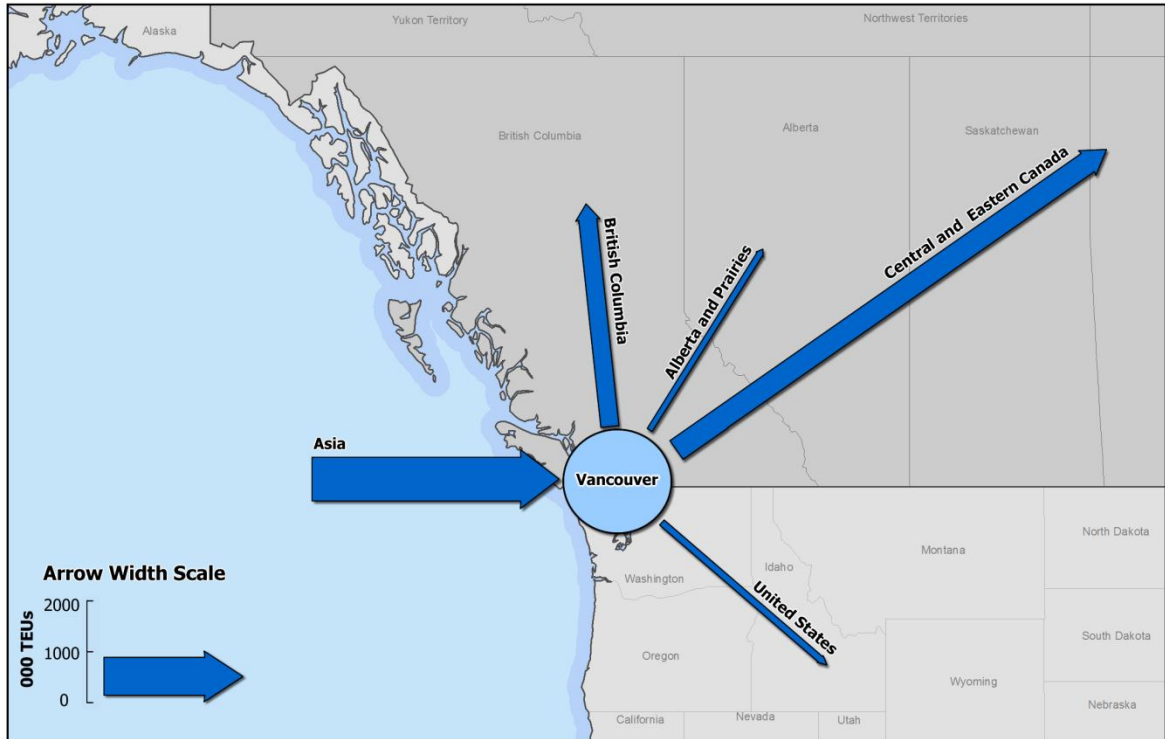 Alaska
Yukon Territory
Northwest Territories
British Columbia
Alberta
Saskatchewan
British Columbia
Alberta and Prairies
Central and Eastern Canada
Asia
Vancouver
United States
Washington
Idaho
Montana
North Dakota
Oregon
South Dakota
Wyoming
Nebraska
California
Nevada
Utah
Arrow Width Scale
000 TEUs
2000
1000
0